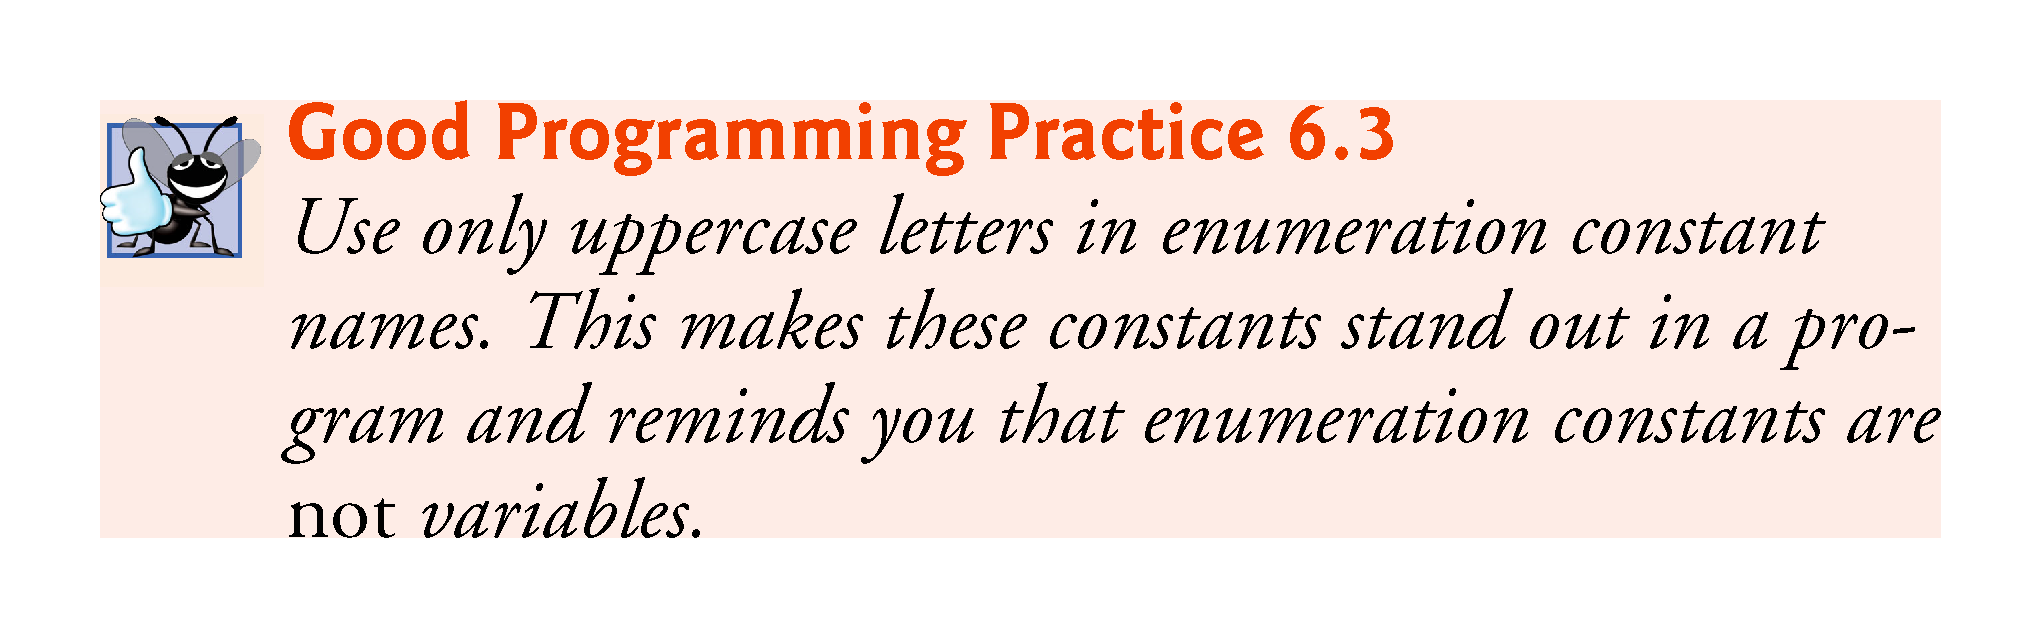 Good Programming Practice 6.3
Use only uppercase letters in enumeration constant
names. This makes these constants stand out in a pro-
gram and reminds you that enumeration constants are
not variables.